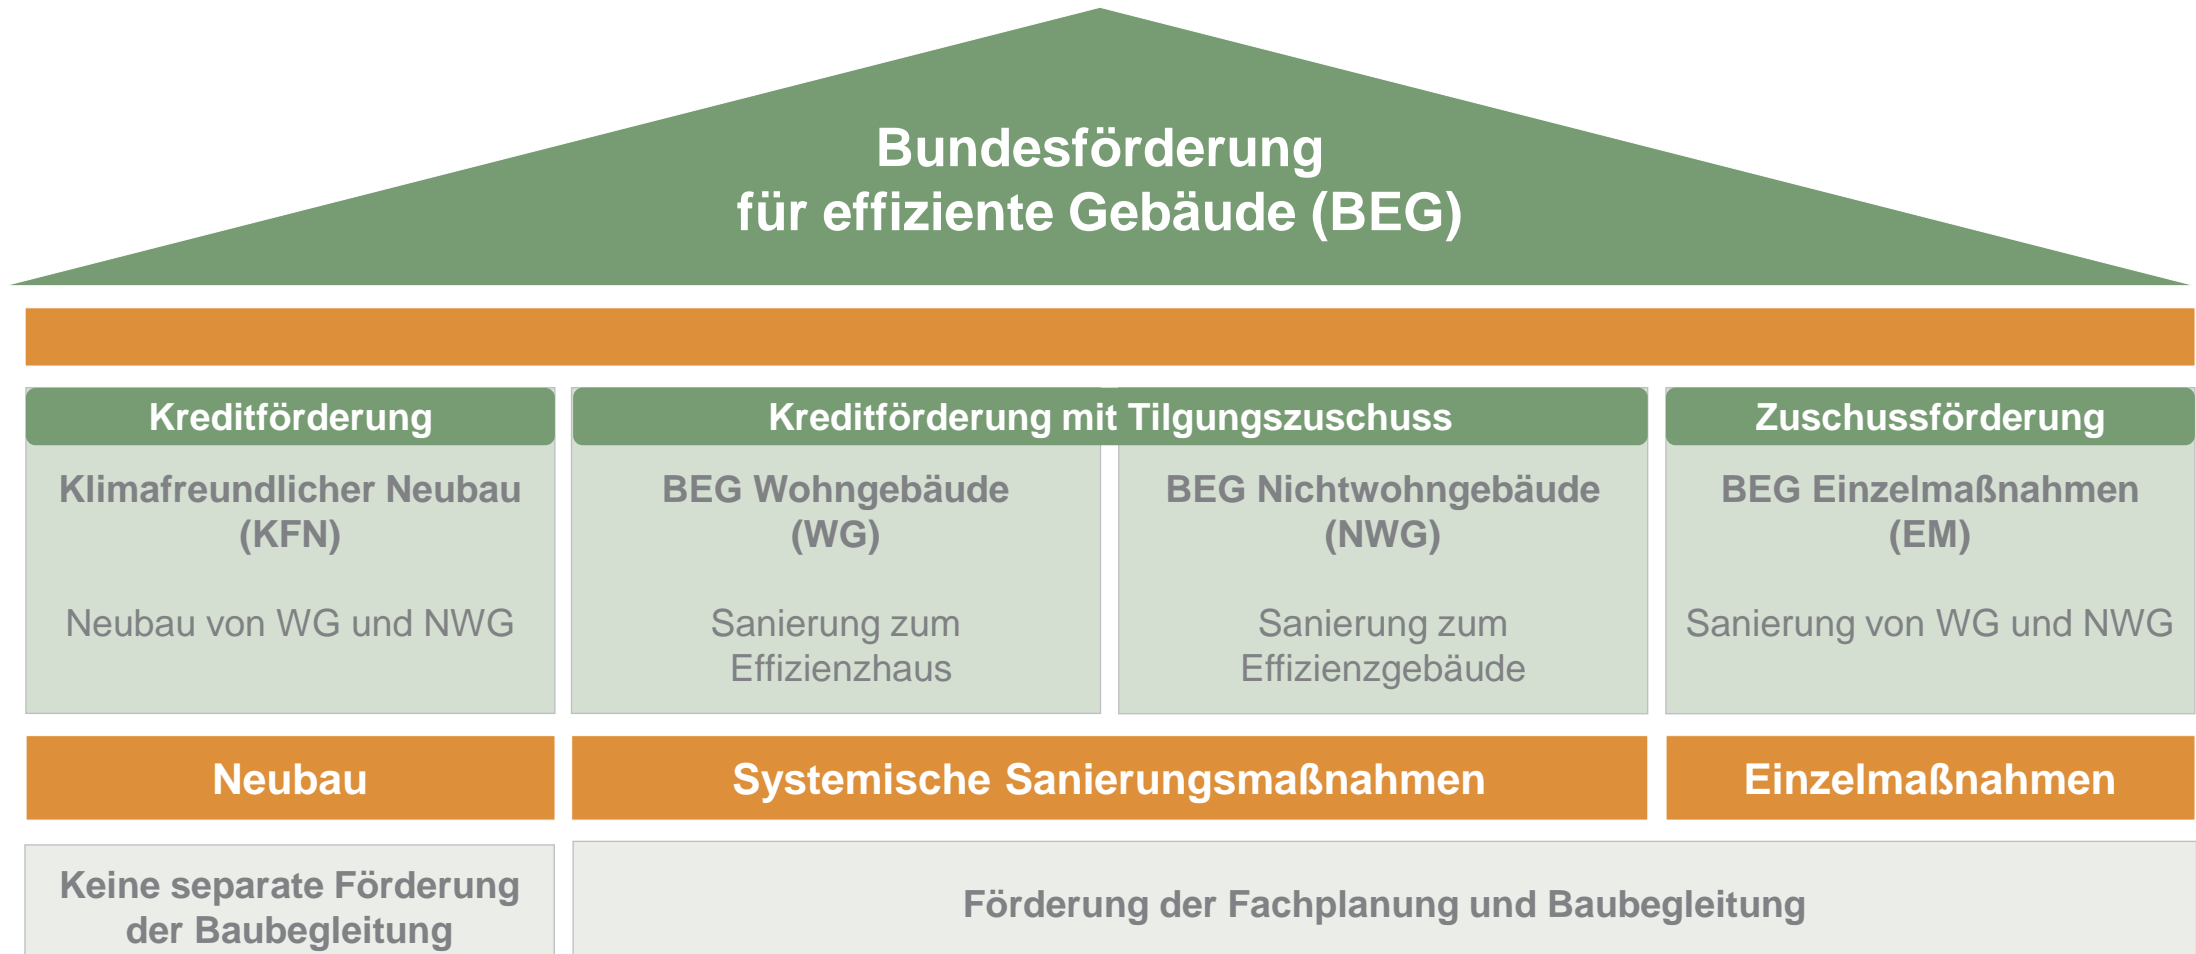 Bundesförderung
für effiziente Gebäude (BEG)
Kreditförderung
Klimafreundlicher Neubau
(KFN)
Neubau von WG und NWG
Kreditförderung mit Tilgungszuschuss
BEG Wohngebäude
(WG)
Sanierung zum
Effizienzhaus
BEG Nichtwohngebäude
(NWG)
Sanierung zum
Effizienzgebäude
Zuschussförderung
BEG Einzelmaßnahmen
(EM)
Sanierung von WG und NWG
Neubau
Systemische Sanierungsmaßnahmen
Einzelmaßnahmen
Keine separate Förderung
der Baubegleitung
Förderung der Fachplanung und Baubegleitung